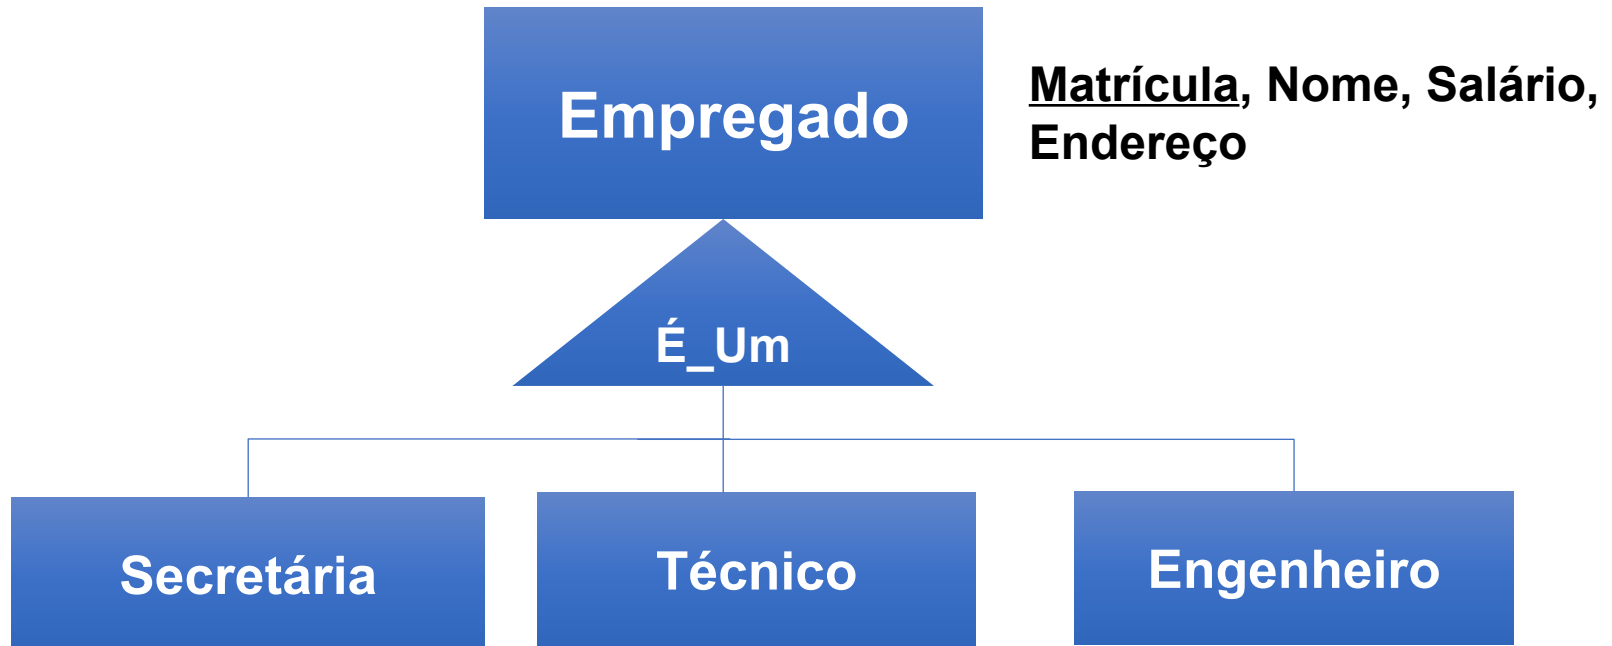 Empregado
Matrícula, Nome, Salário,
Endereço
É_Um
Secretária
Técnico
Engenheiro